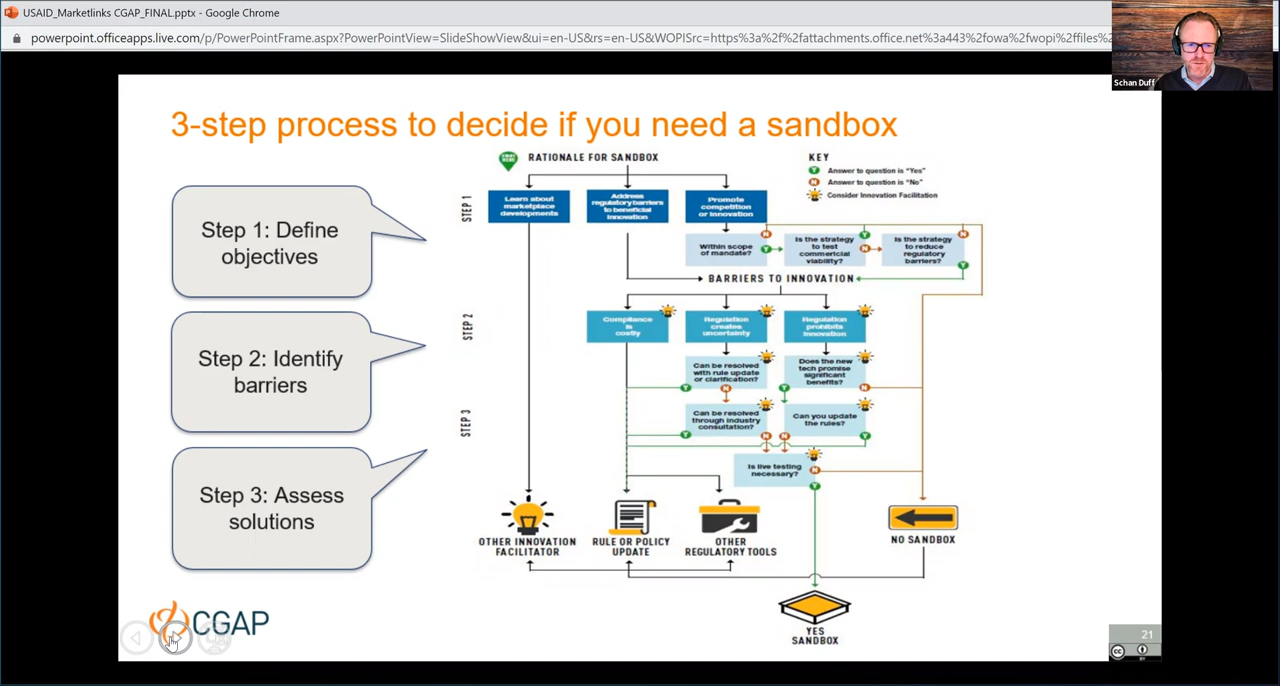 USAID_Marketlinks CGAP_FINAL.pptx - Google Chrome
powerpoint.officeapps.live.com/p/PowerPointFrame.aspx?PowerPointView=SlideShowView&ui=en-US&rs=en-US&WOPISrc=https%3a%2f%2fattachments.office.net%3a443%2fowa%2fwopi%2ffiles%2
Schan Duff
3-step process to decide if you need a sandbox
Step 1: Define
objectives
Step 2: Identify
barriers
Step 3: Assess
solutions
RATIONALE FOR SANDBOX
KEY
Y Answer to question is "Yes"
N Answer to question is "No"
Consider Innovation Facilitation
STEP 1
Learn about
marketplace
developments
Address
regulatory barriers
to beneficial
innovation
Promote
competition
or innovation
Within scope
of mandate?
Is the strategy
to test
commercial
viability?
Is the strategy
to reduce
regulatory
barriers?
N
Y
Y
N
N
Y
BARRIERS TO INNOVATION
STEP 2
Compliance
is
costly
Regulation
creates
uncertainty
Regulation
prohibits
innovation
Can be resolved
with rule update
or clarification?
Does the new
tech promise
significant
benefits?
Y
N
Y
N
STEP 3
Can be resolved
through industry
consultation?
Can you update
the rules?
Y
N
N
Y
Is live testing
necessary?
N
Y
OTHER INNOVATION
FACILITATOR
RULE OR POLICY
UPDATE
OTHER
REGULATORY TOOLS
NO SANDBOX
YES
SANDBOX
CGAP
21
cc
BY